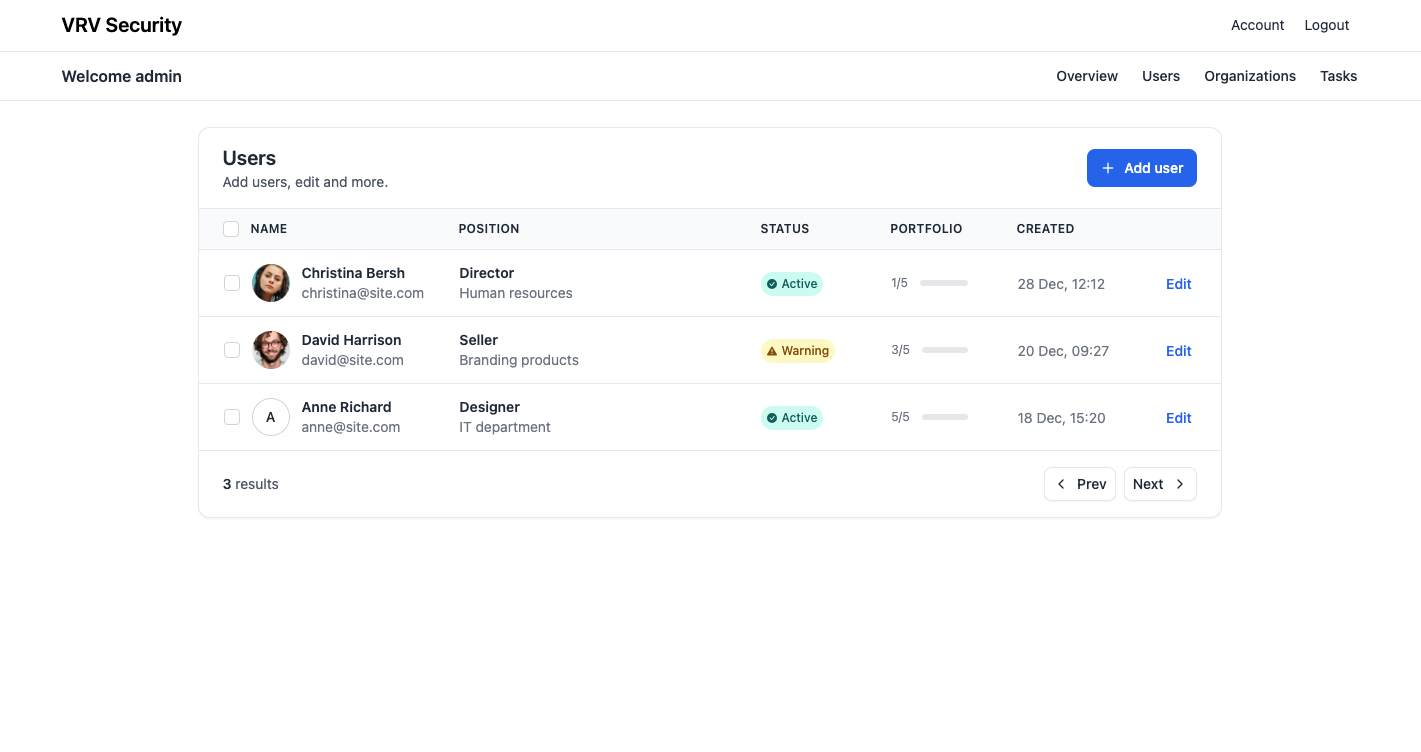 VRV Security
Account Logout
Welcome admin
Overview Users Organizations Tasks
Users
Add users, edit and more.
Add user
NAME POSITION STATUS PORTFOLIO CREATED
Christina Bersh Director
christina@site.com Human resources
Active 1/5 28 Dec, 12:12 Edit
David Harrison Seller
david@site.com Branding products
Warning 3/5 20 Dec, 09:27 Edit
A
Anne Richard Designer
anne@site.com IT department
Active 5/5 18 Dec, 15:20 Edit
3 results
Prev Next